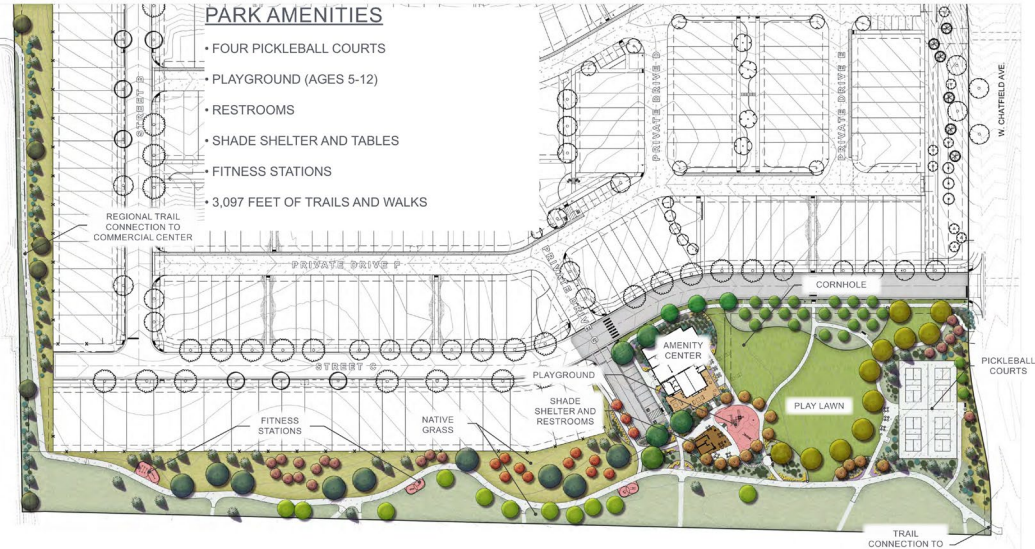 PARK AMENITIES
• FOUR PICKLEBALL COURTS
• PLAYGROUND (AGES 5-12)
• RESTROOMS
• SHADE SHELTER AND TABLES
• FITNESS STATIONS
• 3,097 FEET OF TRAILS AND WALKS
STREET D
PRIVATE DRIVE D
PRIVATE DRIVE E
W. CHATFIELD AVE.
REGIONAL TRAIL
CONNECTION TO
COMMERCIAL CENTER
PRIVATE DRIVE F
PRIVATE DRIVE G
STREET C
CORNHOLE
AMENITY
CENTER
PLAYGROUND
PICKLEBALL
COURTS
SHADE
SHELTER AND
RESTROOMS
PLAY LAWN
FITNESS
STATIONS
NATIVE
GRASS
TRAIL
CONNECTION TO